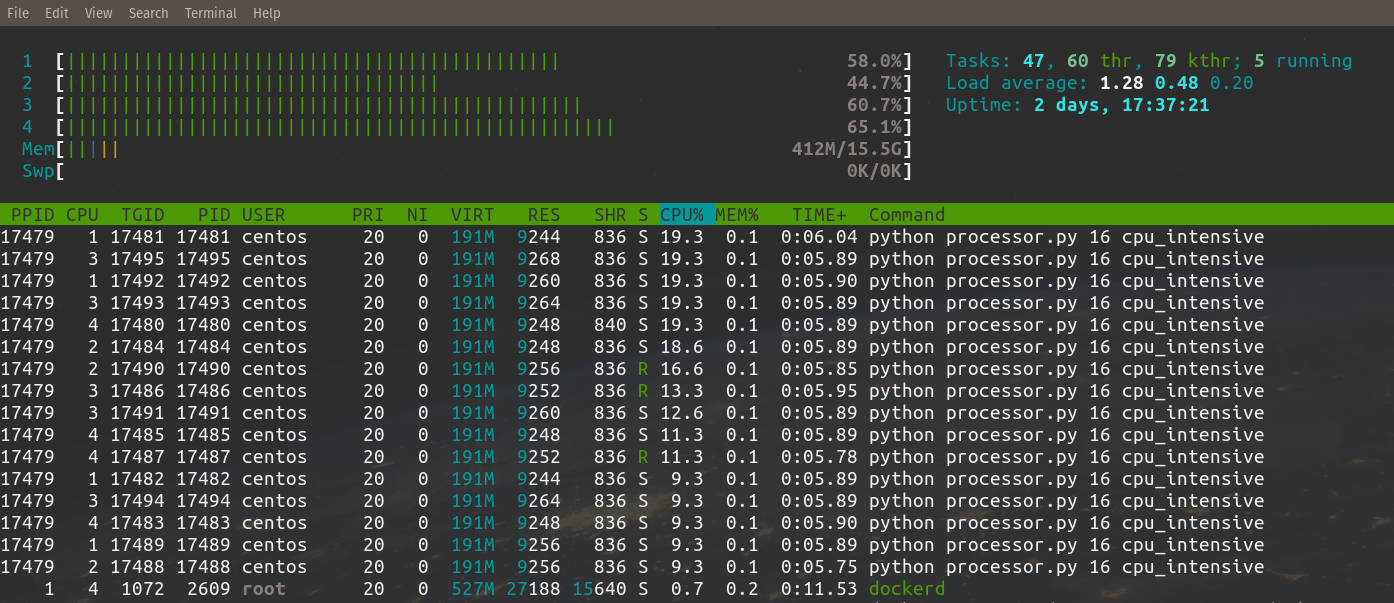 File Edit View Search Terminal Help
1 [||||||||||||||||||||||||||||||||||||||||||||| 58.0%] Tasks: 47, 60 thr, 79 kthr; 5 running
2 [|||||||||||||||||||||||||||||||||| 44.7%] Load average: 1.28 0.48 0.20
3 [||||||||||||||||||||||||||||||||||||||||||||||| 60.7%] Uptime: 2 days, 17:37:21
4 [|||||||||||||||||||||||||||||||||||||||||||||||||| 65.1%]
Mem[||||| 412M/15.5G]
Swp[ 0K/0K]
PPID CPU TGID PID USER PRI NI VIRT RES SHR S CPU% MEM% TIME+ Command
17479 1 17481 17481 centos 20 0 191M 9244 836 S 19.3 0.1 0:06.04 python processor.py 16 cpu_intensive
17479 3 17495 17495 centos 20 0 191M 9268 836 S 19.3 0.1 0:05.89 python processor.py 16 cpu_intensive
17479 1 17492 17492 centos 20 0 191M 9260 836 S 19.3 0.1 0:05.90 python processor.py 16 cpu_intensive
17479 3 17493 17493 centos 20 0 191M 9264 836 S 19.3 0.1 0:05.89 python processor.py 16 cpu_intensive
17479 4 17480 17480 centos 20 0 191M 9248 840 S 19.3 0.1 0:05.89 python processor.py 16 cpu_intensive
17479 2 17484 17484 centos 20 0 191M 9248 836 S 18.6 0.1 0:05.89 python processor.py 16 cpu_intensive
17479 2 17490 17490 centos 20 0 191M 9256 836 R 16.6 0.1 0:05.85 python processor.py 16 cpu_intensive
17479 3 17486 17486 centos 20 0 191M 9252 836 R 13.3 0.1 0:05.95 python processor.py 16 cpu_intensive
17479 3 17491 17491 centos 20 0 191M 9260 836 S 12.6 0.1 0:05.89 python processor.py 16 cpu_intensive
17479 4 17485 17485 centos 20 0 191M 9248 836 S 11.3 0.1 0:05.89 python processor.py 16 cpu_intensive
17479 4 17487 17487 centos 20 0 191M 9252 836 R 11.3 0.1 0:05.78 python processor.py 16 cpu_intensive
17479 1 17482 17482 centos 20 0 191M 9244 836 S 9.3 0.1 0:05.89 python processor.py 16 cpu_intensive
17479 3 17494 17494 centos 20 0 191M 9264 836 S 9.3 0.1 0:05.89 python processor.py 16 cpu_intensive
17479 4 17483 17483 centos 20 0 191M 9248 836 S 9.3 0.1 0:05.90 python processor.py 16 cpu_intensive
17479 1 17489 17489 centos 20 0 191M 9256 836 S 9.3 0.1 0:05.89 python processor.py 16 cpu_intensive
17479 2 17488 17488 centos 20 0 191M 9256 836 S 9.3 0.1 0:05.75 python processor.py 16 cpu_intensive
1 4 1072 2609 root 20 0 527M 27188 15640 S 0.7 0.2 0:11.53 dockerd